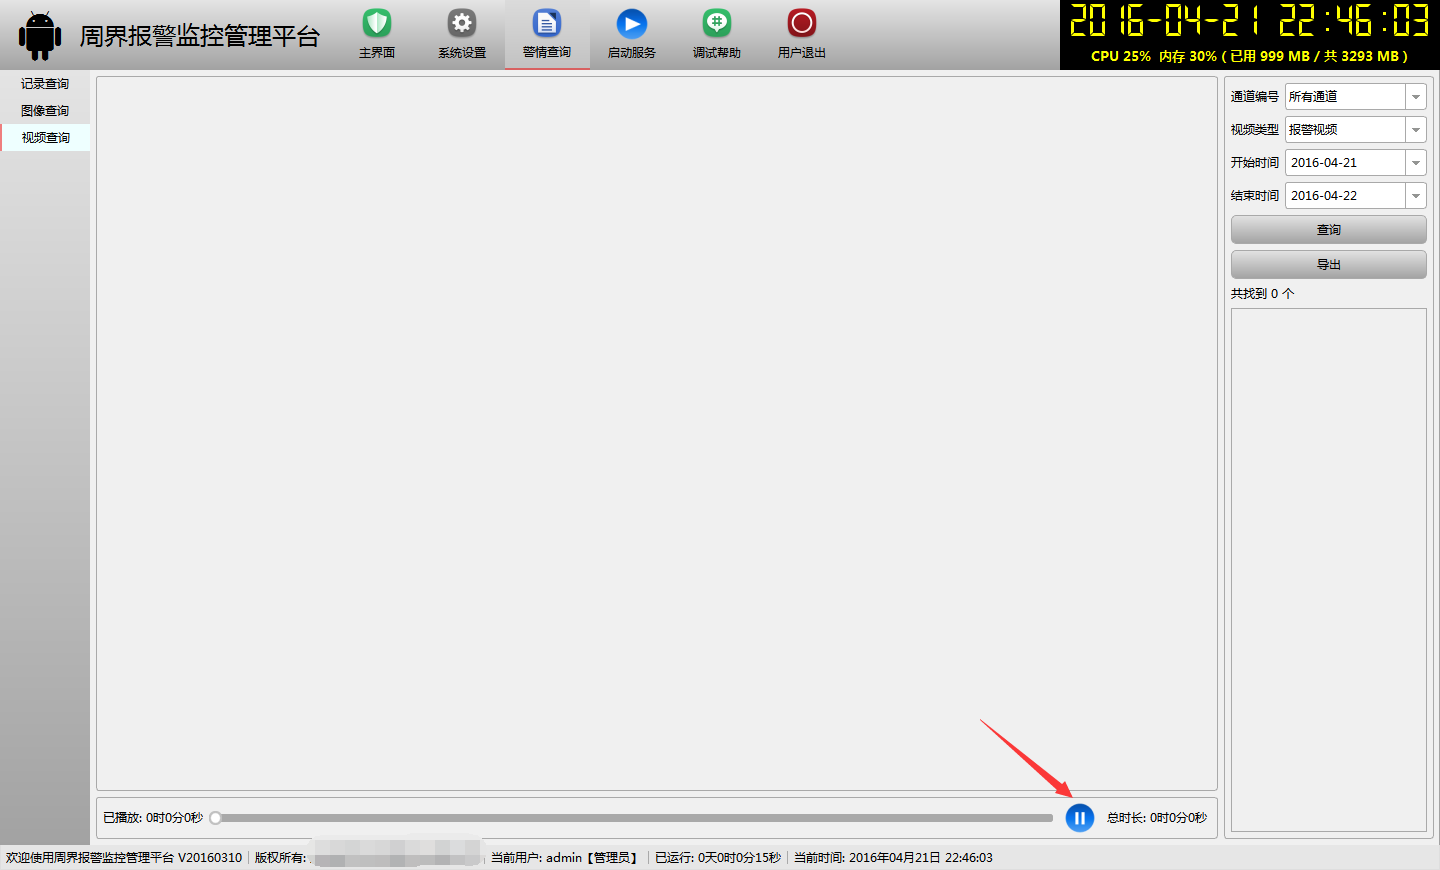 周界报警监控管理平台
主界面
系统设置
警情查询
启动服务
调试帮助
用户退出
2016-04-21 22:46:03
CPU 25% 内存 30% ( 已用 999 MB / 共 3293 MB )
记录查询
图像查询
视频查询
通道编号 所有通道
视频类型 报警视频
开始时间 2016-04-21
结束时间 2016-04-22
查询
导出
共找到 0 个
已播放: 0时0分0秒
总时长: 0时0分0秒
欢迎使用周界报警监控管理平台 V20160310 版权所有: 当前用户: admin【管理员】 已运行: 0天0时0分15秒 当前时间: 2016年04月21日 22:46:03